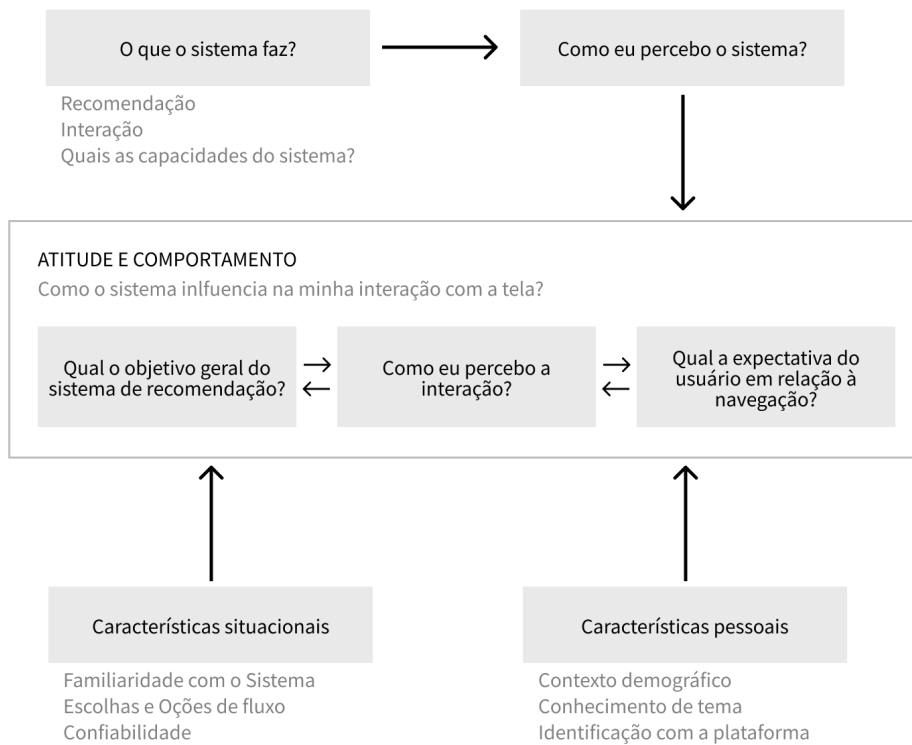 O que o sistema faz?
Como eu percebo o sistema?
Recomendação
Interação
Quais as capacidades do sistema?
ATITUDE E COMPORTAMENTO
Como o sistema inlfuencia na minha interação com a tela?
Qual o objetivo geral do
sistema de recomendação?
Como eu percebo a
interação?
Qual a expectativa do
usuário em relação à
navegação?
Características situacionais
Familiaridade com o Sistema
Escolhas e Oções de fluxo
Confiabilidade
Características pessoais
Contexto demográfico
Conhecimento de tema
Identificação com a plataforma